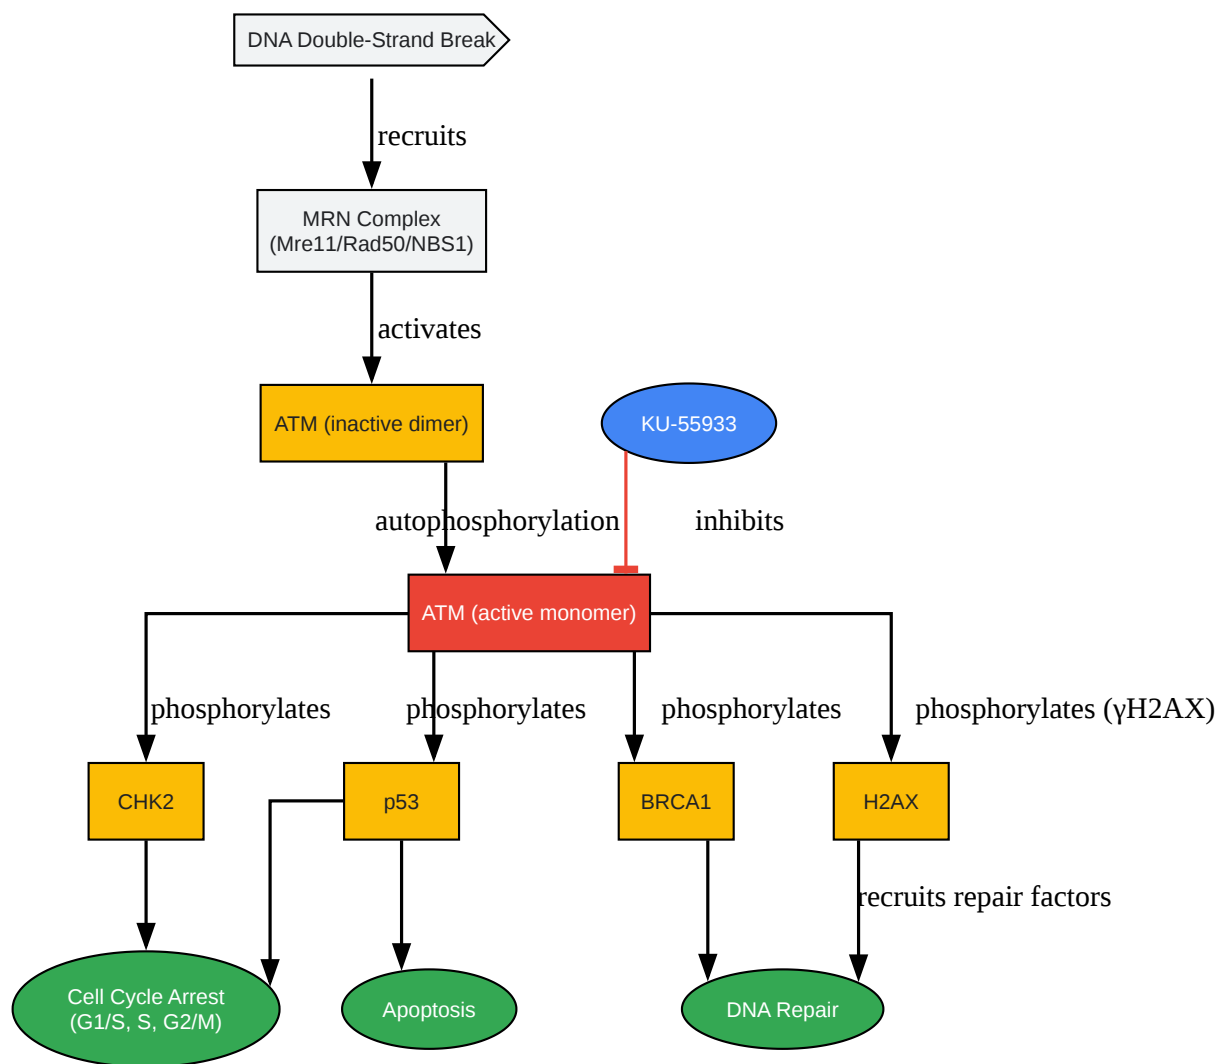 DNA Double-Strand Break
recruits
MRN Complex
(Mre11/Rad50/NBS1)
activates
ATM (inactive dimer)
KU-55933
autophosphorylation
inhibits
ATM (active monomer)
phosphorylates
phosphorylates
phosphorylates
phosphorylates (γH2AX)
CHK2
p53
BRCA1
H2AX
recruits repair factors
Cell Cycle Arrest
(G1/S, S, G2/M)
Apoptosis
DNA Repair